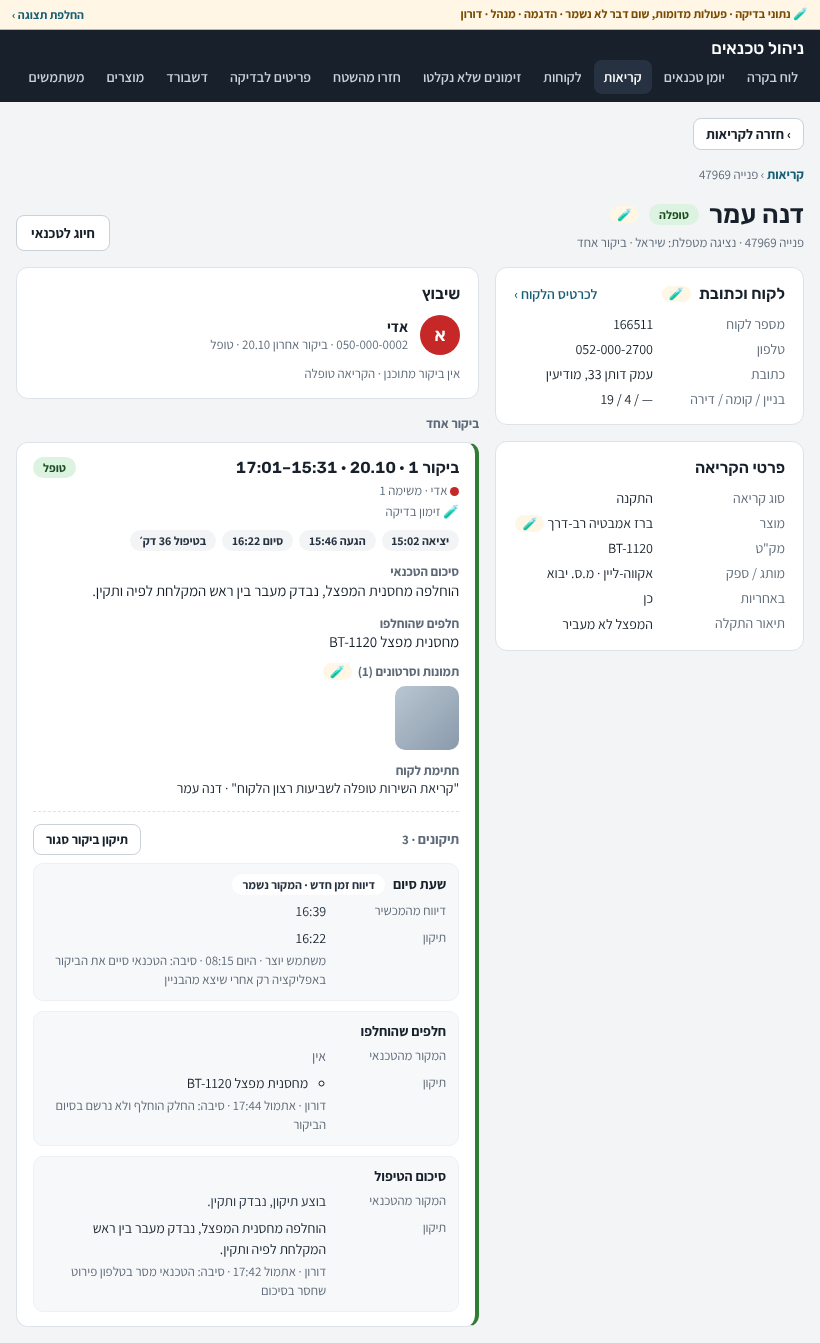 🧪 נתוני בדיקה · פעולות מדומות, שום דבר לא נשמר · הדגמה · מנהל · דורון
החלפת תצוגה ›
ניהול טכנאים
לוח בקרה
יומן טכנאים
קריאות
לקוחות
זימונים שלא נקלטו
חזרו מהשטח
פריטים לבדיקה
דשבורד
מוצרים
משתמשים
› חזרה לקריאות
קריאות › פנייה 47969
דנה עמר טופלה 🧪
פנייה 47969 · נציגה מטפלת: שיראל · ביקור אחד
חיוג לטכנאי
לקוח וכתובת 🧪
לכרטיס הלקוח ›
מספר לקוח 166511
טלפון 052-000-2700
כתובת עמק דותן 33, מודיעין
בניין / קומה / דירה — / 4 / 19
פרטי הקריאה
סוג קריאה התקנה
מוצר ברז אמבטיה רב-דרך 🧪
מק"ט BT-1120
מותג / ספק אקווה-ליין · מ.ס. יבוא
באחריות כן
תיאור התקלה המפצל לא מעביר
שיבוץ
א
אדי
050-000-0002 · ביקור אחרון 20.10 · טופל
אין ביקור מתוכנן · הקריאה טופלה
ביקור אחד
ביקור 1 • 20.10 • 15:31–17:01
טופל
אדי · משימה 1
🧪 זימון בדיקה
יציאה 15:02
הגעה 15:46
סיום 16:22
בטיפול 36 דק׳
סיכום הטכנאי
הוחלפה מחסנית המפצל, נבדק מעבר בין ראש המקלחת לפיה ותקין.
חלפים שהוחלפו
מחסנית מפצל BT-1120
תמונות וסרטונים (1) 🧪
חתימת לקוח
"קריאת השירות טופלה לשביעות רצון הלקוח" · דנה עמר
תיקונים · 3
תיקון ביקור סגור
שעת סיום דיווח זמן חדש · המקור נשמר
דיווח מהמכשיר 16:39
תיקון 16:22
משתמש יוצר · היום 08:15 · סיבה: הטכנאי סיים את הביקור
באפליקציה רק אחרי שיצא מהבניין
חלפים שהוחלפו
המקור מהטכנאי אין
תיקון ◦ מחסנית מפצל BT-1120
דורון · אתמול 17:44 · סיבה: החלק הוחלף ולא נרשם בסיום
הביקור
סיכום הטיפול
המקור מהטכנאי בוצע תיקון, נבדק ותקין.
תיקון הוחלפה מחסנית המפצל, נבדק מעבר בין ראש
המקלחת לפיה ותקין.
דורון · אתמול 17:42 · סיבה: הטכנאי מסר בטלפון פירוט
שחסר בסיכום